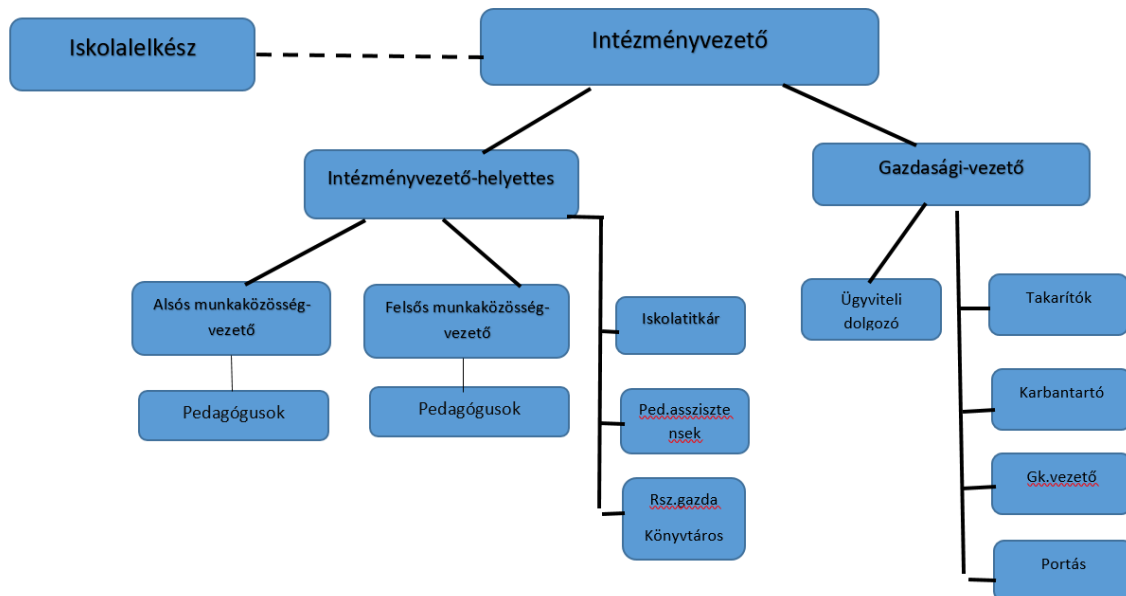 Iskolalelkész
Intézményvezető
Intézményvezető-helyettes
Gazdasági-vezető
Alsós munkaközösség-
vezető
Felsős munkaközösség-
vezető
Iskolatitkár
Ügyviteli
dolgozó
Takarítók
Pedagógusok
Pedagógusok
Ped.assziszte
nsek
Karbantartó
Rsz.gazda
Könyvtáros
Gk.vezető
Portás